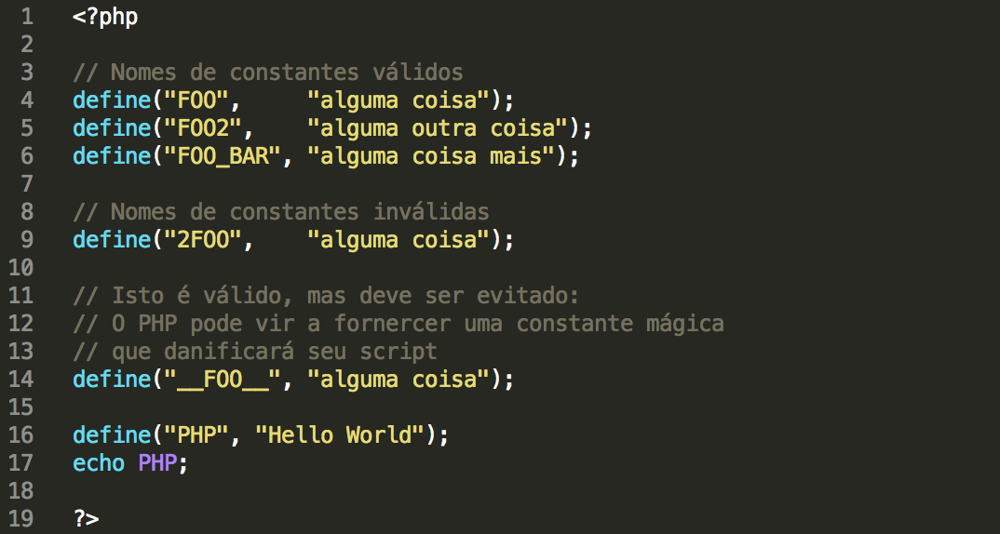 1 <?php
2
3 // Nomes de constantes válidos
4 define("FOO",    "alguma coisa");
5 define("FOO2",    "alguma outra coisa");
6 define("FOO_BAR", "alguma coisa mais");
7
8 // Nomes de constantes inválidas
9 define("2FOO",    "alguma coisa");
10
11 // Isto é válido, mas deve ser evitado:
12 // O PHP pode vir a fornercer uma constante mágica
13 // que danificará seu script
14 define("__FOO__", "alguma coisa");
15
16 define("PHP", "Hello World");
17 echo PHP;
18
19 ?>